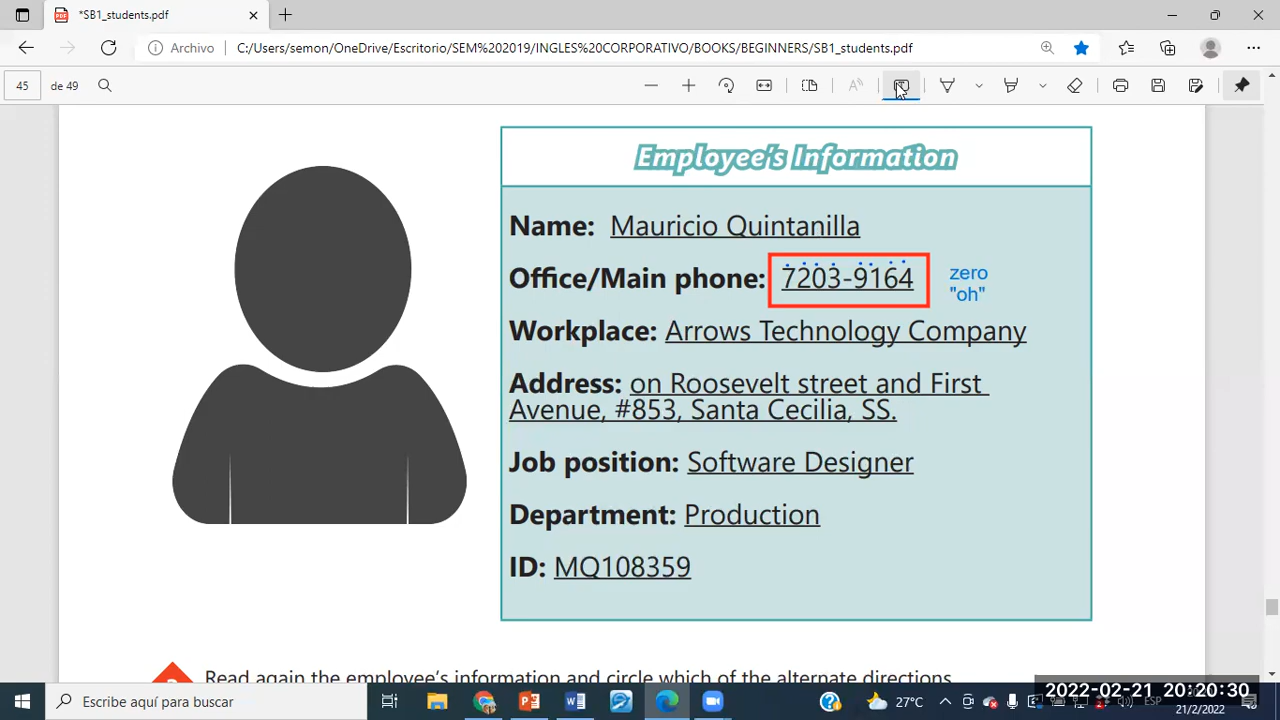 *SB1_students.pdf
Archivo
C:/Users/semon/OneDrive/Escritorio/SEM%202019/INGLES%20CORPORATIVO/BOOKS/BEGINNERS/SB1_students.pdf
45 de 49
Employee's Information
Name: Mauricio Quintanilla
Office/Main phone: 7203-9164
zero
"oh"
Workplace: Arrows Technology Company
Address: on Roosevelt street and First
Avenue, #853, Santa Cecilia, SS.
Job position: Software Designer
Department: Production
ID: MQ108359
Read again the employee's information and circle which of the alternate directions
Escribe aquí para buscar
27°C
ESP
2022-02-21 20:20:30
21/2/2022